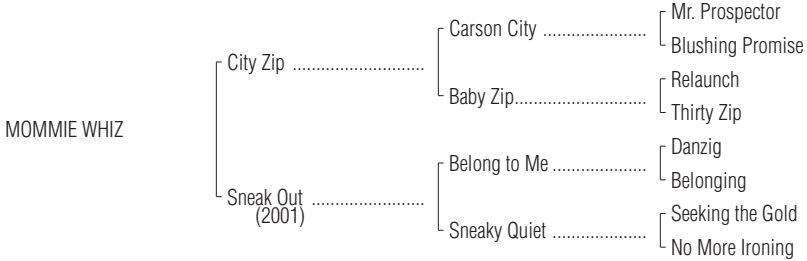 Mr. Prospector
Carson City ......................
Blushing Promise
City Zip ............................
Relaunch
Baby Zip............................
Thirty Zip
MOMMIE WHIZ
Danzig
Belong to Me ....................
Belonging
Sneak Out ........................
(2001)
Seeking the Gold
Sneaky Quiet ....................
No More Ironing